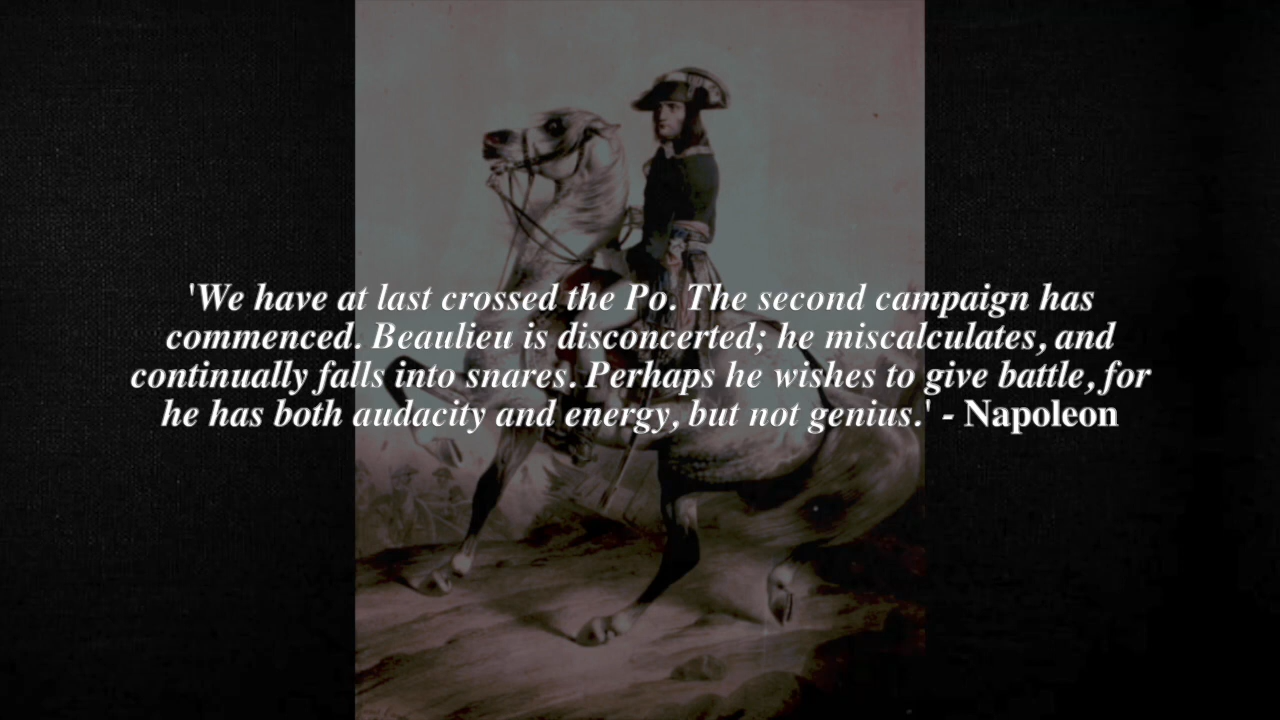 'We have at last crossed the Po. The second campaign has
commenced. Beaulieu is disconcerted; he miscalculates, and
continually falls into snares. Perhaps he wishes to give battle, for
he has both audacity and energy, but not genius.' - Napoleon